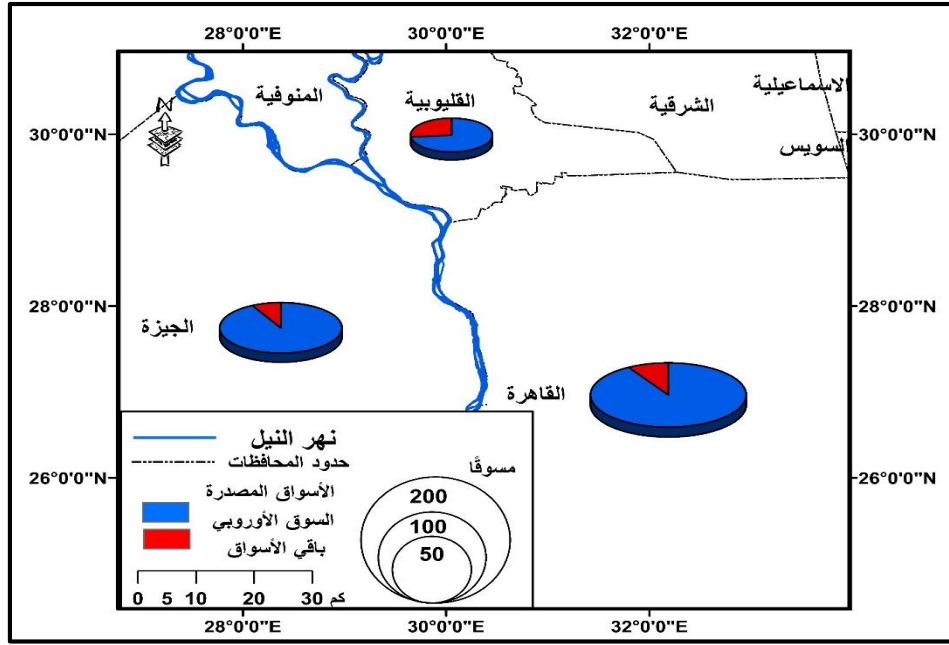 28°0'0"E 30°0'0"E 32°0'0"E
الاسماعيلية
الشرقية
القليوبية
المنوفية
N
30°0'0"N 30°0'0"N
السويس
28°0'0"N 28°0'0"N
الجيزة
القاهرة
نهر النيل
حدود المحافظات
مسوقًا
26°0'0"N 26°0'0"N
الأسواق المصدرة
السوق الأوروبي
باقي الأسواق
200
100
50
0 5 10 20 30 كم
28°0'0"E 30°0'0"E 32°0'0"E